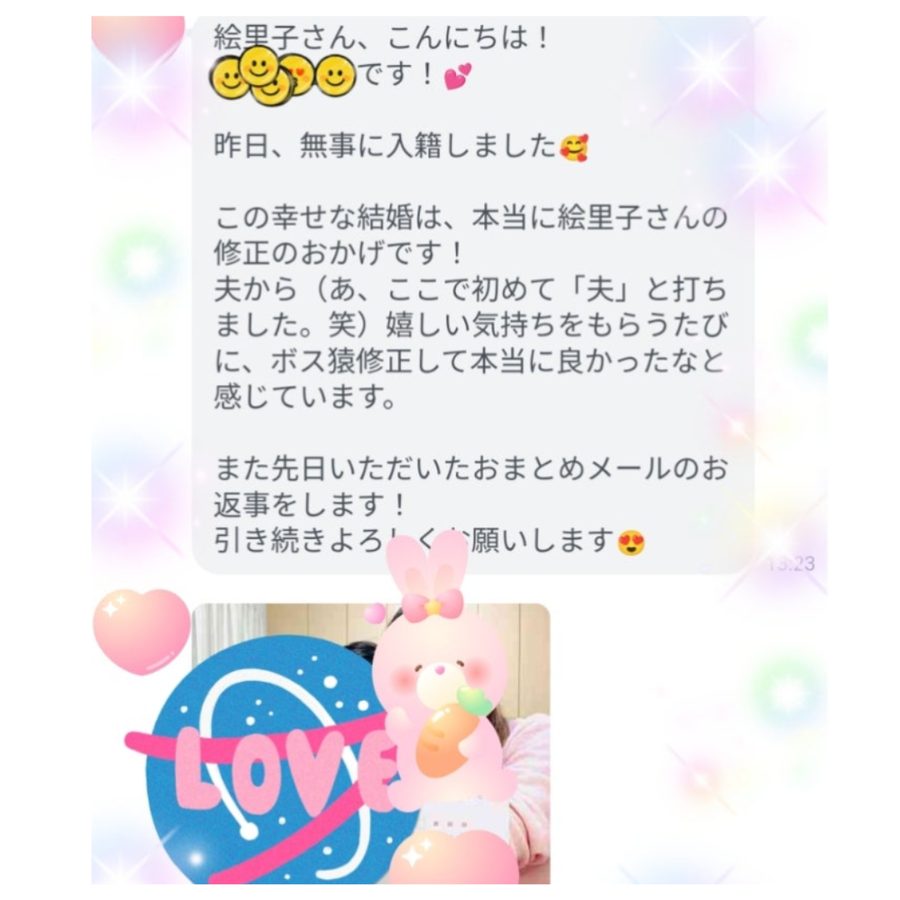 絵里子さん、こんにちは！
です！💕
昨日、無事に入籍しました🥰
この幸せな結婚は、本当に絵里子さんの
修正のおかげです！
夫から（あ、ここで初めて「夫」と打ち
ました。笑）嬉しい気持ちをもらうたび
に、ボス猿修正して本当に良かったなと
感じています。
また先日いただいたおまとめメールのお
返事をします！
引き続きよろしくお願いします😍
13:23
LOVE